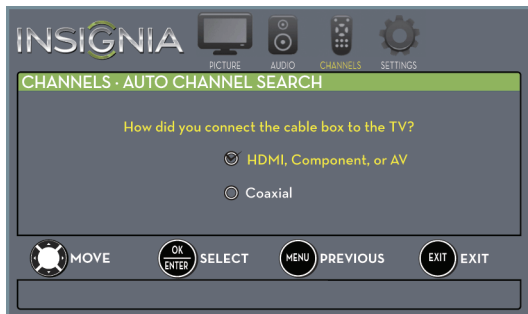 INSIGNIA
PICTURE AUDIO CHANNELS SETTINGS
CHANNELS · AUTO CHANNEL SEARCH
How did you connect the cable box to the TV?
HDMI, Component, or AV
Coaxial
MOVE OK ENTER SELECT MENU PREVIOUS EXIT EXIT